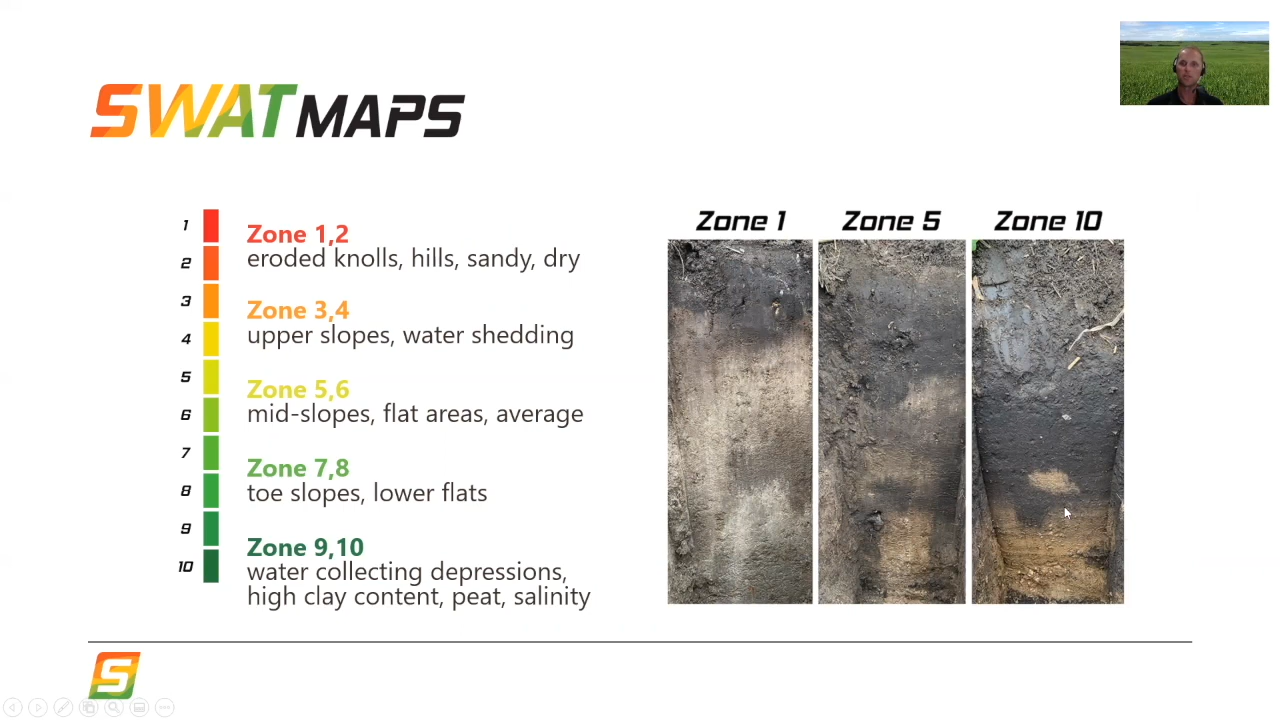 SWAT MAPS
1
2
3
4
5
6
7
8
9
10
Zone 1,2
eroded knolls, hills, sandy, dry
Zone 3,4
upper slopes, water shedding
Zone 5,6
mid-slopes, flat areas, average
Zone 7,8
toe slopes, lower flats
Zone 9,10
water collecting depressions,
high clay content, peat, salinity
Zone 1
Zone 5
Zone 10
S